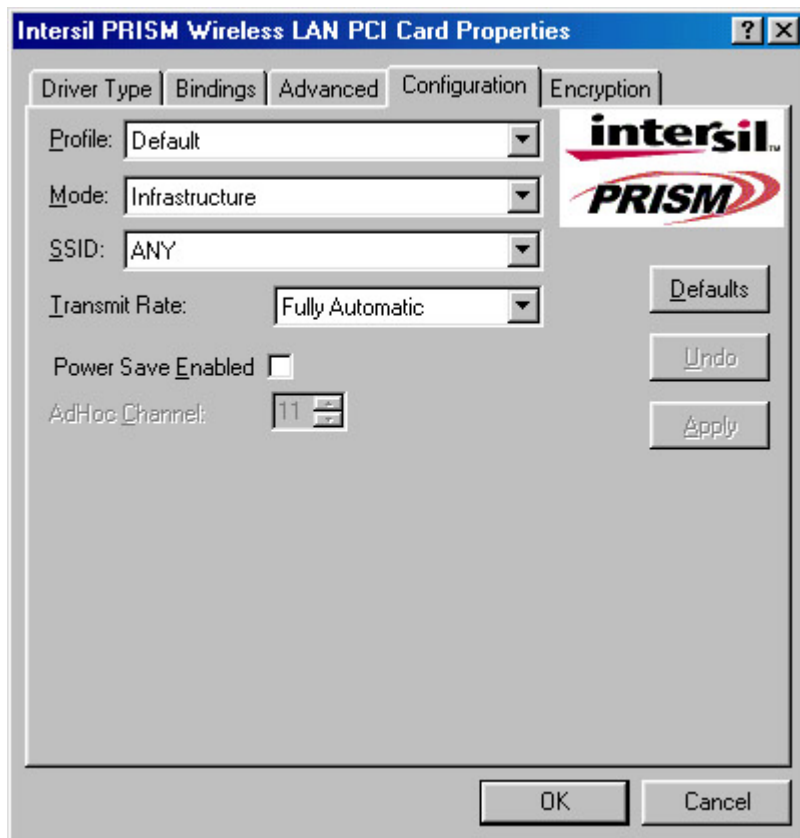 Intersil PRISM Wireless LAN PCI Card Properties
Driver Type Bindings Advanced Configuration Encryption
Profile: Default
intersil™
Mode: Infrastructure
PRISM
SSID: ANY
Defaults
Transmit Rate: Fully Automatic
Undo
Power Save Enabled
AdHoc Channel: 11
Apply
OK Cancel